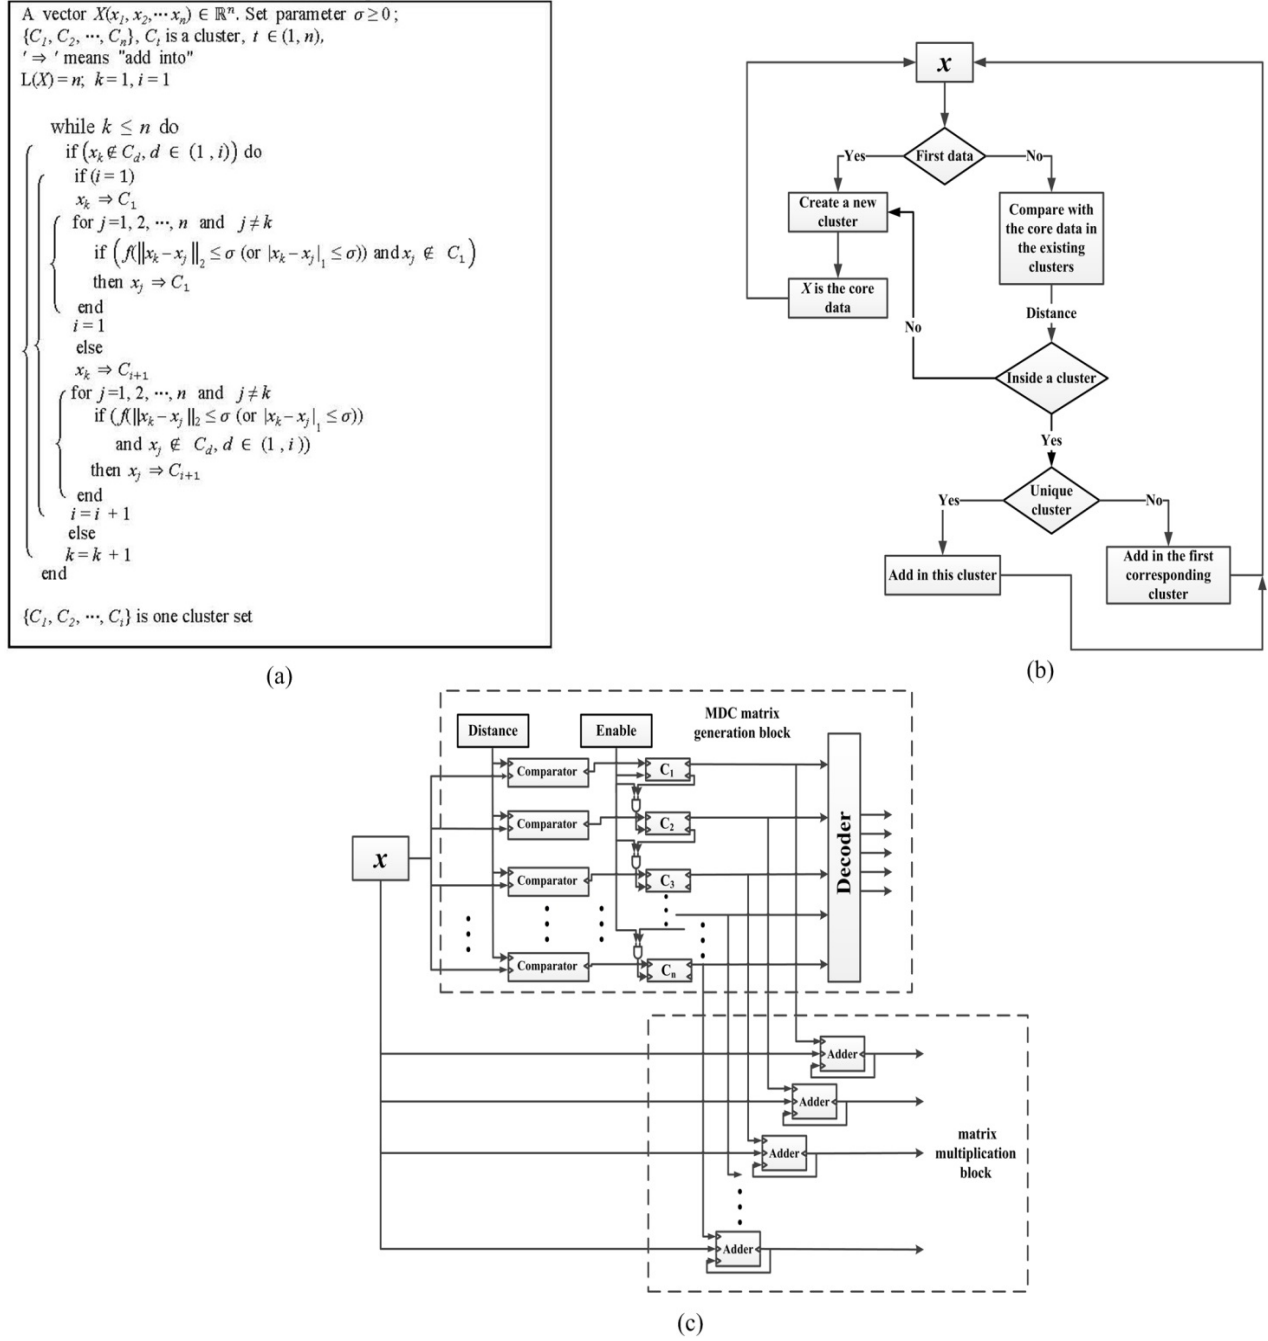 A vector X(x₁, x₂,⋯xₙ) ∈ ℝⁿ. Set parameter σ≥0;
{C₁, C₂, ⋯, Cₙ}, Cₜ is a cluster, t ∈(1, n),
' ⇒ ' means "add into"
L(X)=n; k=1, i=1
while k ≤ n do
if (xₖ∉C_d, d ∈ (1 ,i)) do
if (i=1)
xₖ ⇒ C₁
for j=1, 2, ⋯, n and j≠k
if (f(‖xₖ−xⱼ‖₂ ≤σ (or |xₖ−xⱼ|₁ ≤σ)) and xⱼ ∉ C₁)
then xⱼ ⇒ C₁
end
i=1
else
xₖ ⇒ Cᵢ₊₁
for j=1, 2, ⋯, n and j≠k
if (f(‖xₖ−xⱼ‖₂ ≤σ (or |xₖ−xⱼ|₁ ≤σ))
and xⱼ ∉ C_d, d ∈ (1 ,i ))
then xⱼ ⇒ Cᵢ₊₁
end
i=i +1
else
k=k +1
end
{C₁, C₂, ⋯, Cᵢ} is one cluster set
(a)
x
First data
Yes
No
Create a new
cluster
X is the core
data
Compare with
the core data in
the existing
clusters
Distance
No
Inside a cluster
Yes
Unique
cluster
Yes
No
Add in this cluster
Add in the first
corresponding
cluster
(b)
MDC matrix
generation block
Distance
Enable
Comparator
C₁
Comparator
C₂
Comparator
C₃
Comparator
Cₙ
Decoder
x
Adder
Adder
Adder
Adder
matrix
multiplication
block
(c)